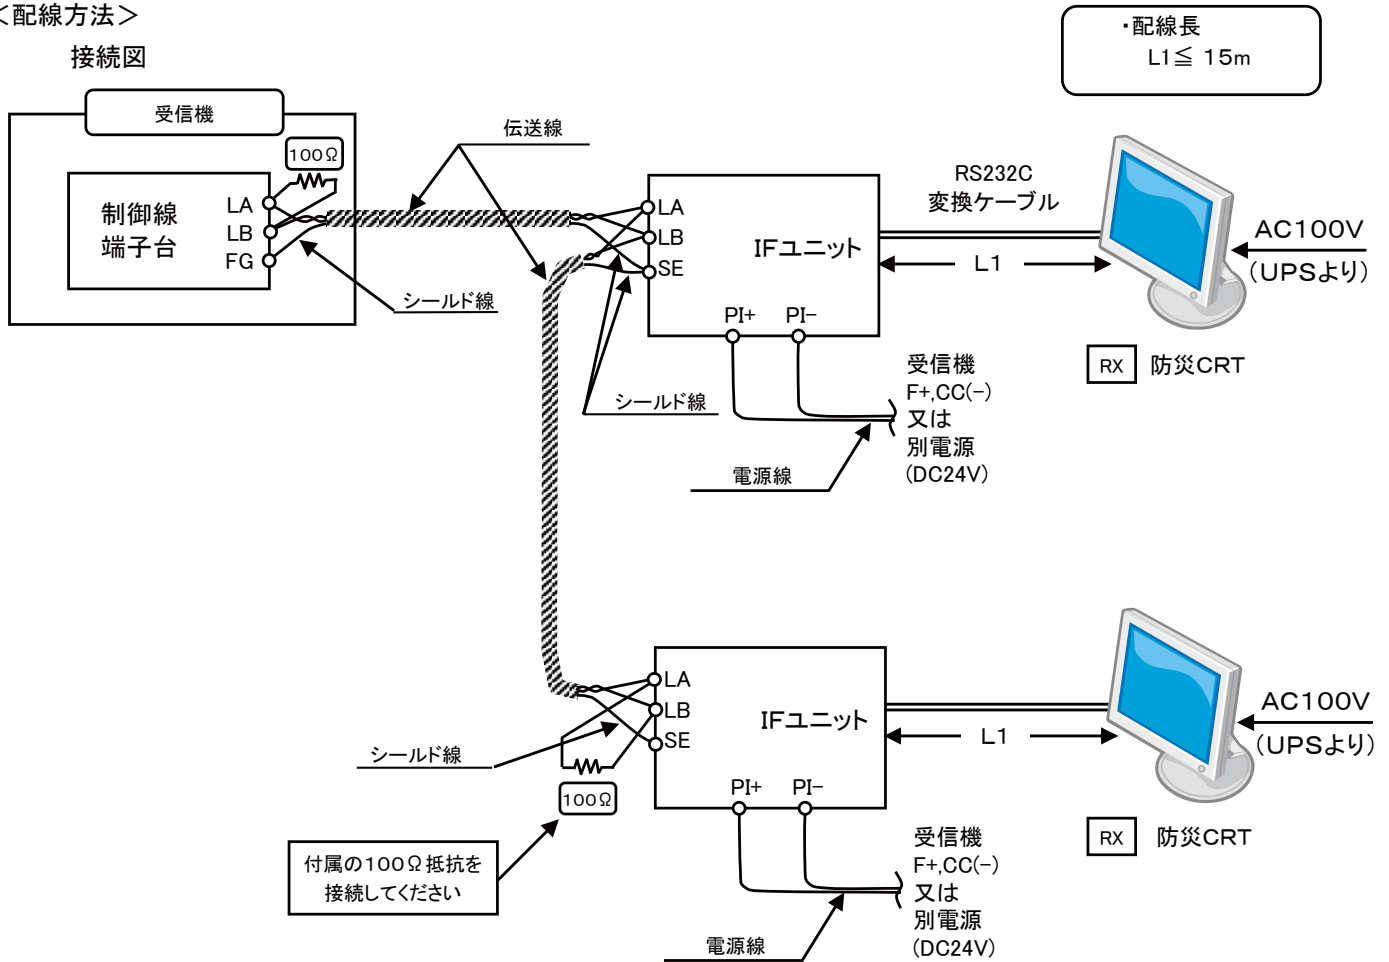 ＜配線方法＞
接続図
・配線長
L1≦ 15m
受信機
100Ω
制御線
端子台
LA
LB
FG
シールド線
伝送線
LA
LB
SE
IFユニット
PI+ PI−
シールド線
電源線
受信機
F+,CC(−)
又は
別電源
(DC24V)
RS232C
変換ケーブル
L1
AC100V
(UPSより)
RX 防災CRT
LA
LB
SE
IFユニット
PI+ PI−
シールド線
100Ω
付属の100Ω抵抗を
接続してください
電源線
受信機
F+,CC(−)
又は
別電源
(DC24V)
L1
AC100V
(UPSより)
RX 防災CRT